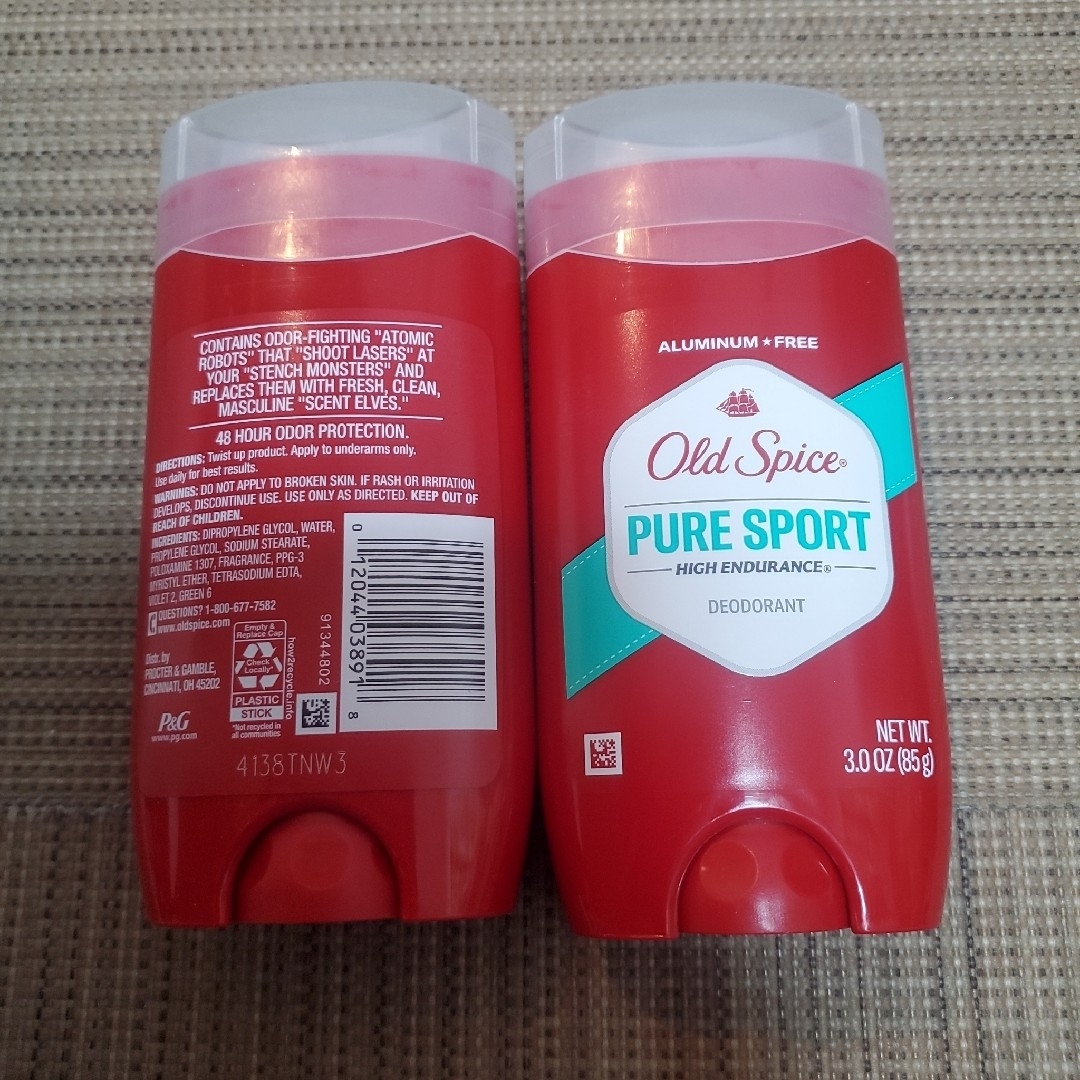 CONTAINS ODOR-FIGHTING "ATOMIC
ROBOTS" THAT "SHOOT LASERS" AT
YOUR "STENCH MONSTERS" AND
REPLACES THEM WITH FRESH, CLEAN,
MASCULINE "SCENT ELVES."
48 HOUR ODOR PROTECTION.
DIRECTIONS: Twist up product. Apply to underarms only.
Use daily for best results.
WARNINGS: DO NOT APPLY TO BROKEN SKIN. IF RASH OR IRRITATION
DEVELOPS, DISCONTINUE USE. USE ONLY AS DIRECTED. KEEP OUT OF
REACH OF CHILDREN.
INGREDIENTS: DIPROPYLENE GLYCOL, WATER,
PROPYLENE GLYCOL, SODIUM STEARATE,
POLOXAMINE 1307, FRAGRANCE, PPG-3
MYRISTYL ETHER, TETRASODIUM EDTA,
VIOLET 2, GREEN 6
QUESTIONS? 1-800-677-7582
www.oldspice.com
Distr. by
PROCTER & GAMBLE,
CINCINNATI, OH 45202
P&G
www.pg.com
Empty &
Replace Cap
Check
Locally*
PLASTIC
STICK
*Not recycled in
all communities
how2recycle.info
91344802
0 12044 03891 8
4138TNW3
ALUMINUM★FREE
Old Spice®
PURE SPORT
HIGH ENDURANCE®
DEODORANT
NET WT.
3.0 OZ (85 g)